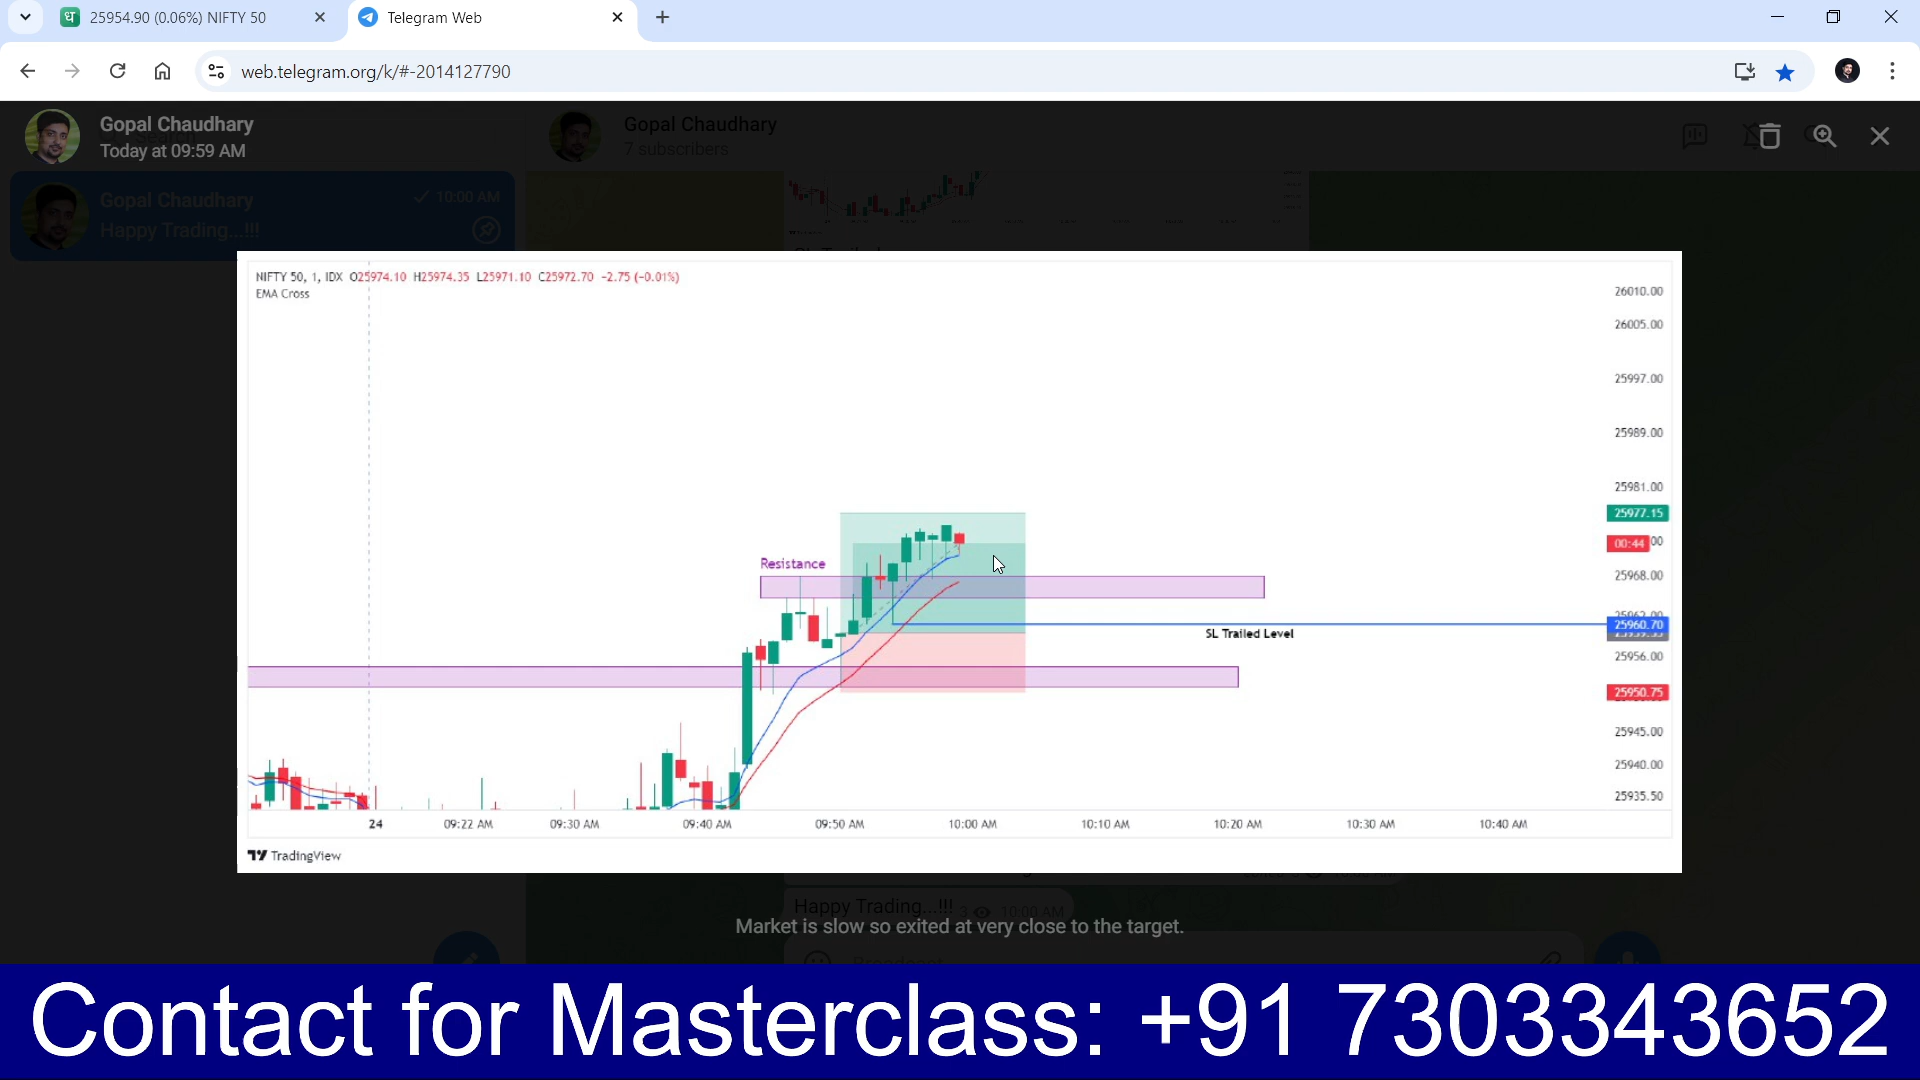 25954.90 (0.06%) NIFTY 50
Telegram Web
web.telegram.org/k/#-2014127790
Gopal Chaudhary
Today at 09:59 AM
Gopal Chaudhary
7 subscribers
Gopal Chaudhary
10:00 AM
Happy Trading...!!!
NIFTY 50, 1, IDX O25974.10 H25974.35 L25971.10 C25972.70 -2.75 (-0.01%)
EMA Cross
26010.00
26005.00
25997.00
25989.00
25981.00
25977.15
00:44
00
25968.00
25960.70
25956.00
25950.75
25945.00
25940.00
25935.50
Resistance
SL Trailed Level
24
09:22 AM
09:30 AM
09:40 AM
09:50 AM
10:00 AM
10:10 AM
10:20 AM
10:30 AM
10:40 AM
TradingView
Happy Trading...!!! 3 10:00 AM
Market is slow so exited at very close to the target.
Broadcast
Contact for Masterclass: +91 7303343652